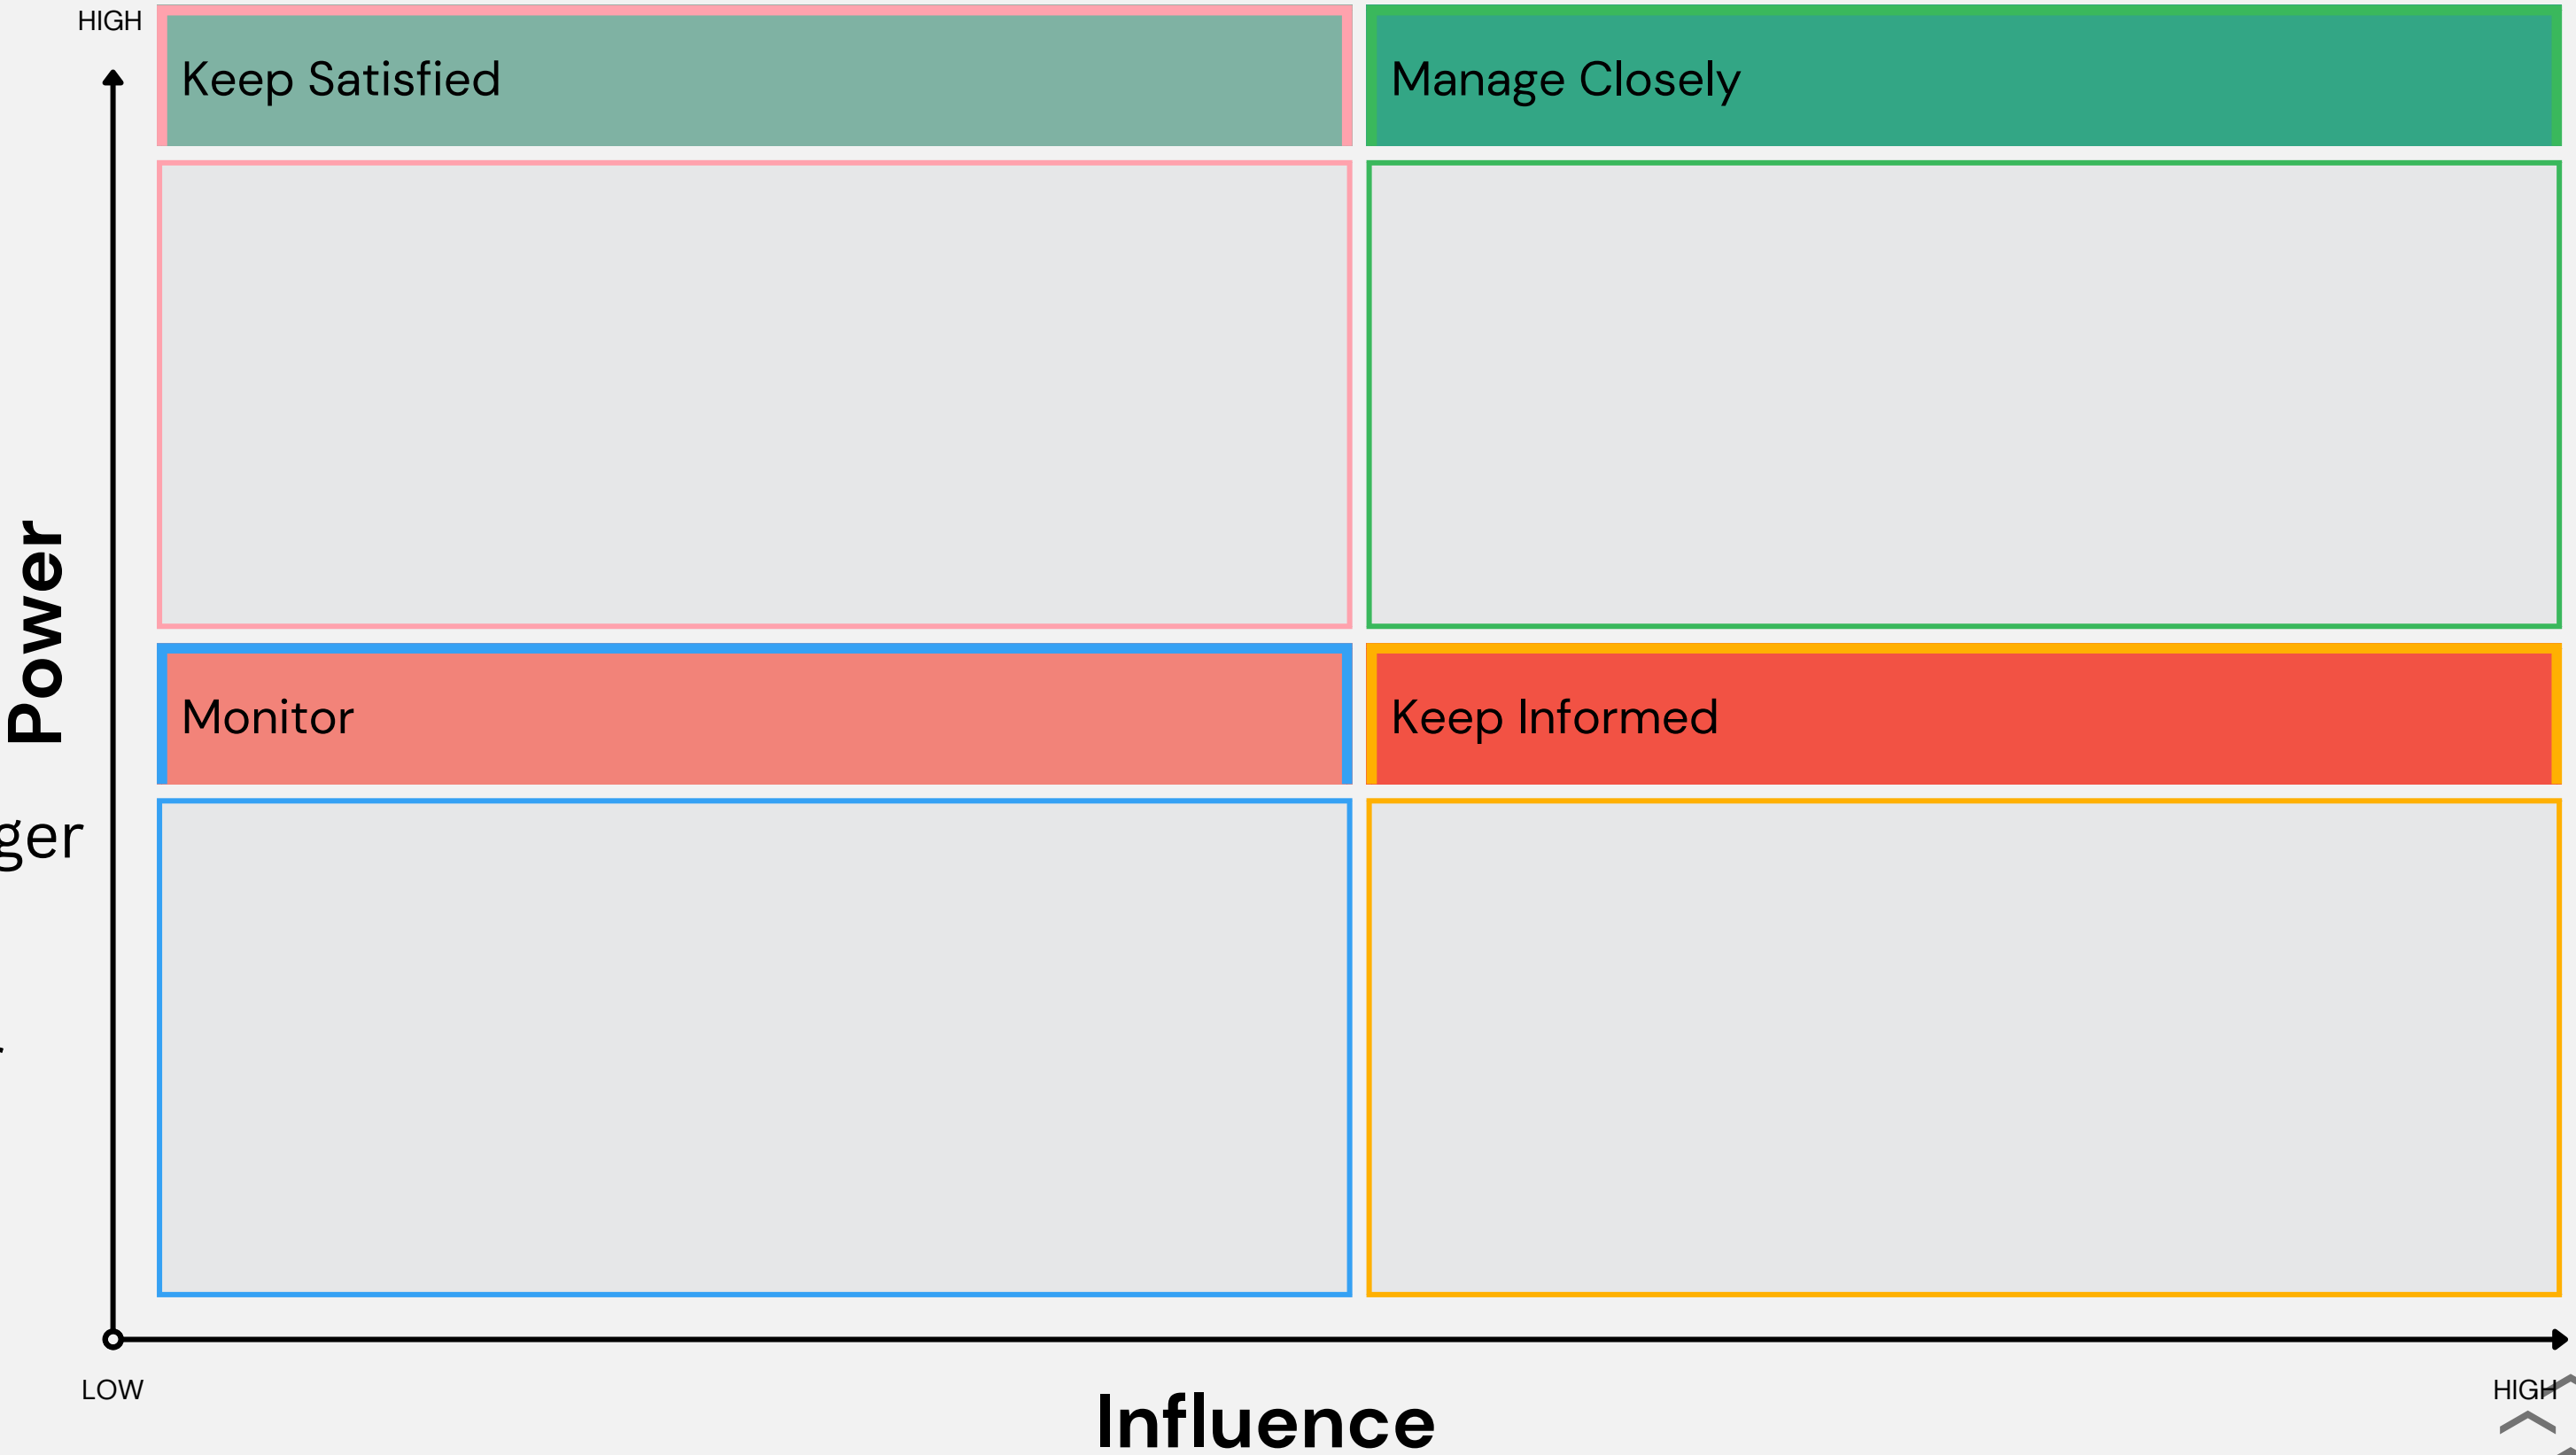 HIGH
Keep Satisfied
Manage Closely
Power
Monitor
Keep Informed
ger
LOW
HIGH
Influence